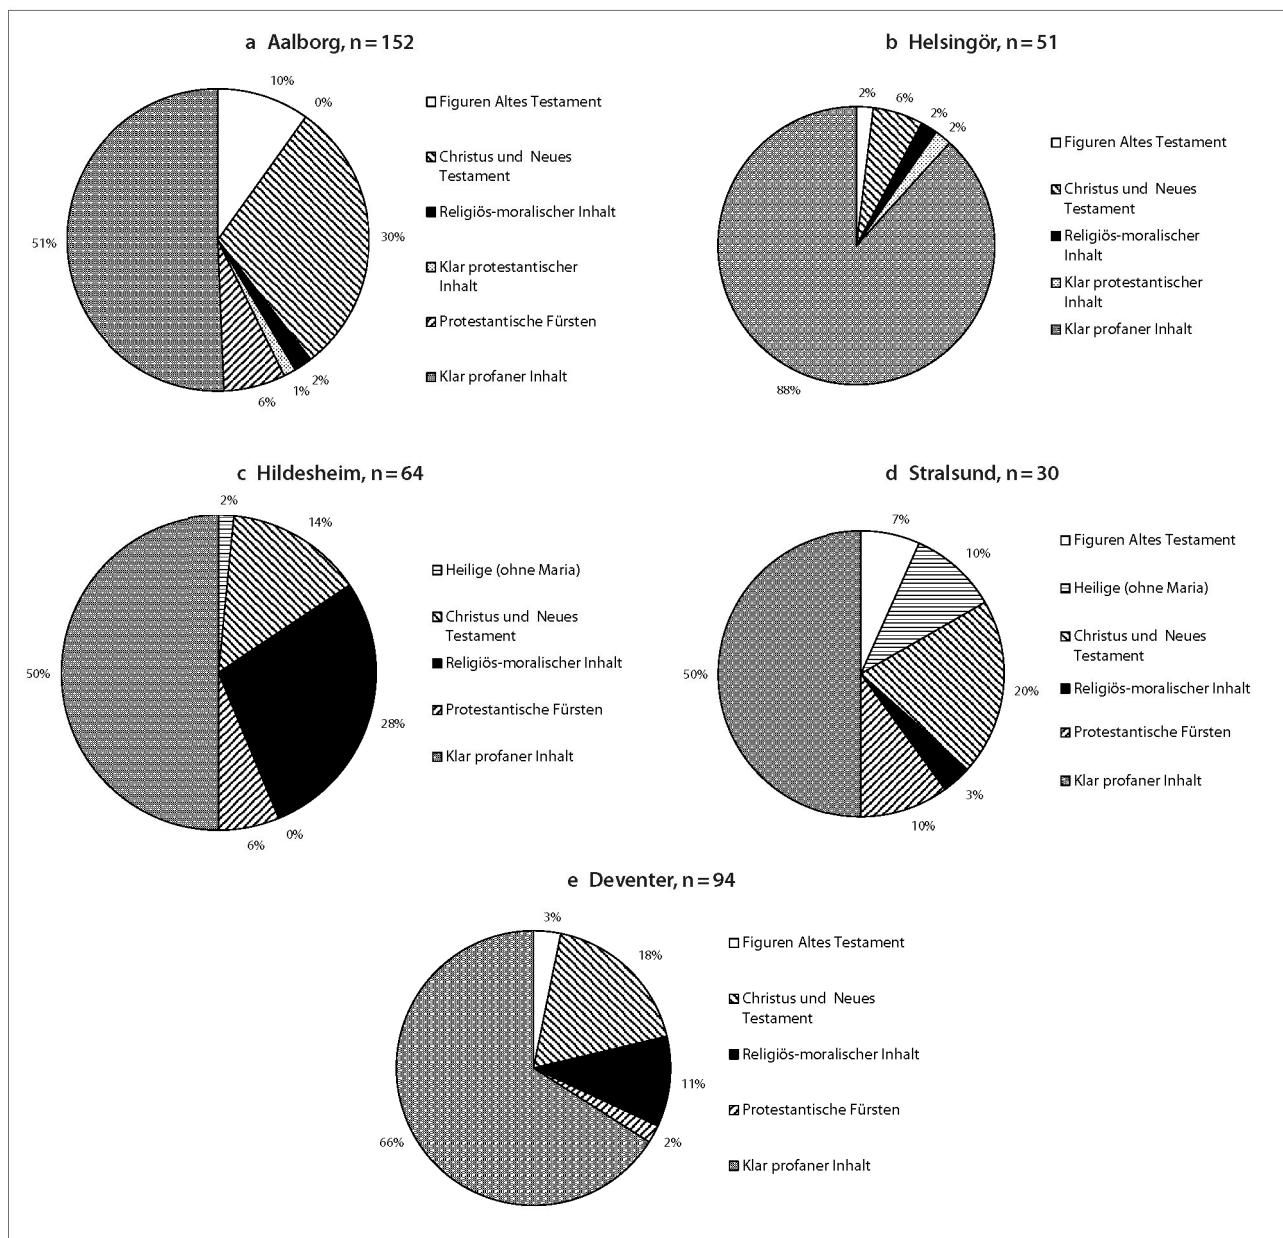 a Aalborg, n = 152
10%
0%
30%
2%
1%
6%
51%
Figuren Altes Testament
Christus und Neues
Testament
Religiös-moralischer Inhalt
Klar protestantischer
Inhalt
Protestantische Fürsten
Klar profaner Inhalt
b Helsingör, n = 51
2%
6%
2%
2%
88%
Figuren Altes Testament
Christus und Neues
Testament
Religiös-moralischer
Inhalt
Klar protestantischer
Inhalt
Klar profaner Inhalt
c Hildesheim, n = 64
2%
14%
28%
0%
6%
50%
Heilige (ohne Maria)
Christus und Neues
Testament
Religiös-moralischer Inhalt
Protestantische Fürsten
Klar profaner Inhalt
d Stralsund, n = 30
7%
10%
20%
3%
10%
50%
Figuren Altes Testament
Heilige (ohne Maria)
Christus und Neues
Testament
Religiös-moralischer Inhalt
Protestantische Fürsten
Klar profaner Inhalt
e Deventer, n = 94
3%
18%
11%
2%
66%
Figuren Altes Testament
Christus und Neues
Testament
Religiös-moralischer Inhalt
Protestantische Fürsten
Klar profaner Inhalt